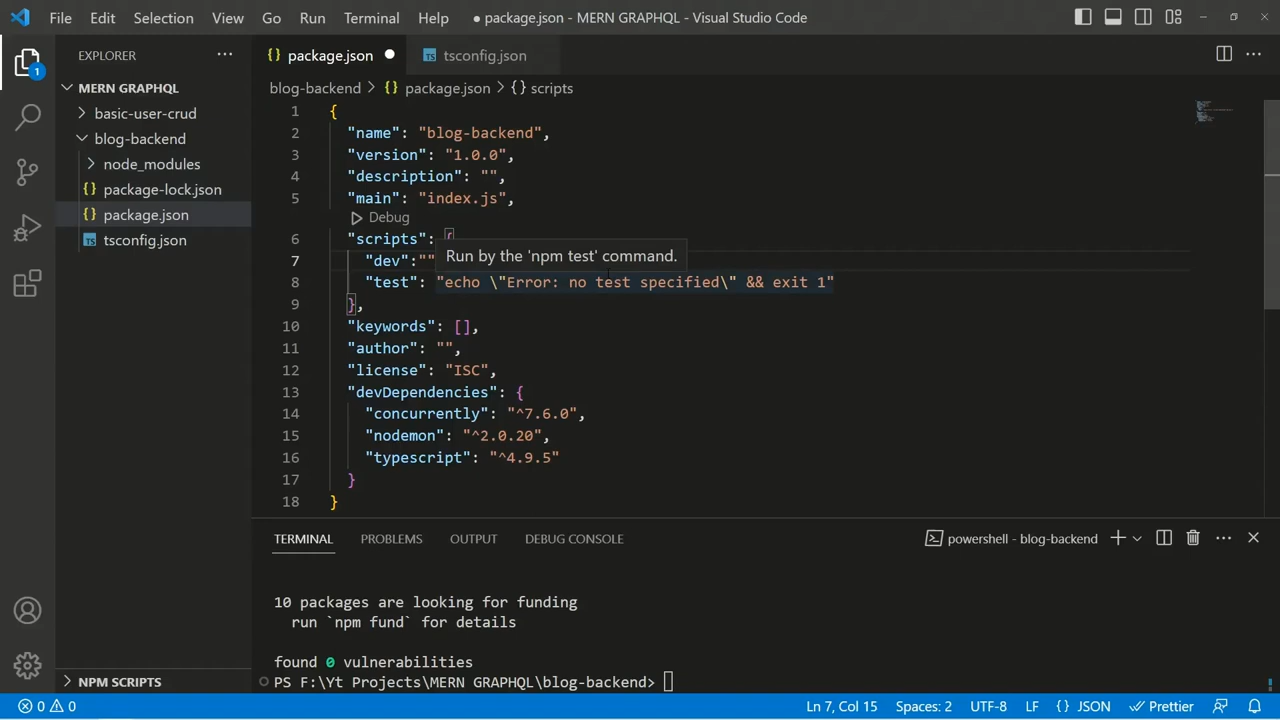 File Edit Selection View Go Run Terminal Help ● package.json - MERN GRAPHQL - Visual Studio Code
EXPLORER ···
1
MERN GRAPHQL
basic-user-crud
blog-backend
node_modules
{} package-lock.json
{} package.json
TS tsconfig.json
NPM SCRIPTS
{} package.json ● TS tsconfig.json
blog-backend > {} package.json > {} scripts
1 {
2 "name": "blog-backend",
3 "version": "1.0.0",
4 "description": "",
5 "main": "index.js",
Debug
6 "scripts": {
Run by the 'npm test' command.
7 "dev":""
8 "test": "echo \"Error: no test specified\" && exit 1"
9 },
10 "keywords": [],
11 "author": "",
12 "license": "ISC",
13 "devDependencies": {
14 "concurrently": "^7.6.0",
15 "nodemon": "^2.0.20",
16 "typescript": "^4.9.5"
17 }
18 }
TERMINAL PROBLEMS OUTPUT DEBUG CONSOLE powershell - blog-backend
10 packages are looking for funding
run `npm fund` for details
found 0 vulnerabilities
PS F:\Yt Projects\MERN GRAPHQL\blog-backend>
0 0 Ln 7, Col 15 Spaces: 2 UTF-8 LF {} JSON Prettier